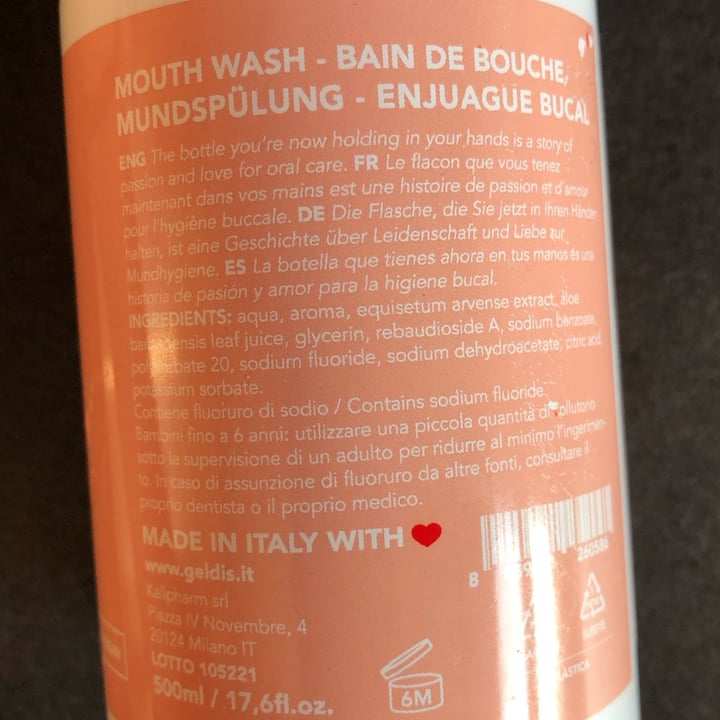 MOUTH WASH - BAIN DE BOUCHE,
MUNDSPÜLUNG - ENJUAGUE BUCAL
ENG The bottle you're now holding in your hands is a story of
passion and love for oral care. FR Le flacon que vous tenez
maintenant dans vos mains est une histoire de passion et d'amour
pour l'hygiène buccale. DE Die Flasche, die Sie jetzt in Ihren Händen
halten, ist eine Geschichte über Leidenschaft und Liebe zur
Mundhygiene. ES La botella que tienes ahora en tus manos es una
historia de pasión y amor para la higiene bucal.
INGREDIENTS: aqua, aroma, equisetum arvense extract, aloe
barbadensis leaf juice, glycerin, rebaudioside A, sodium benzoate,
polysorbate 20, sodium fluoride, sodium dehydroacetate, citric acid,
potassium sorbate.
Contiene fluoruro di sodio / Contains sodium fluoride
Bambini fino a 6 anni: utilizzare una piccola quantità di collutorio
sotto la supervisione di un adulto per ridurre al minimo l'ingerimen-
to. In caso di assunzione di fluoruro da altre fonti, consultare il
proprio dentista o il proprio medico.
MADE IN ITALY WITH
www.geldis.it
Kalipharm srl
Piazza IV Novembre, 4
20124 Milano IT
LOTTO 105221
500ml / 17,6fl.oz.
6M
8 260586
SLEEVE